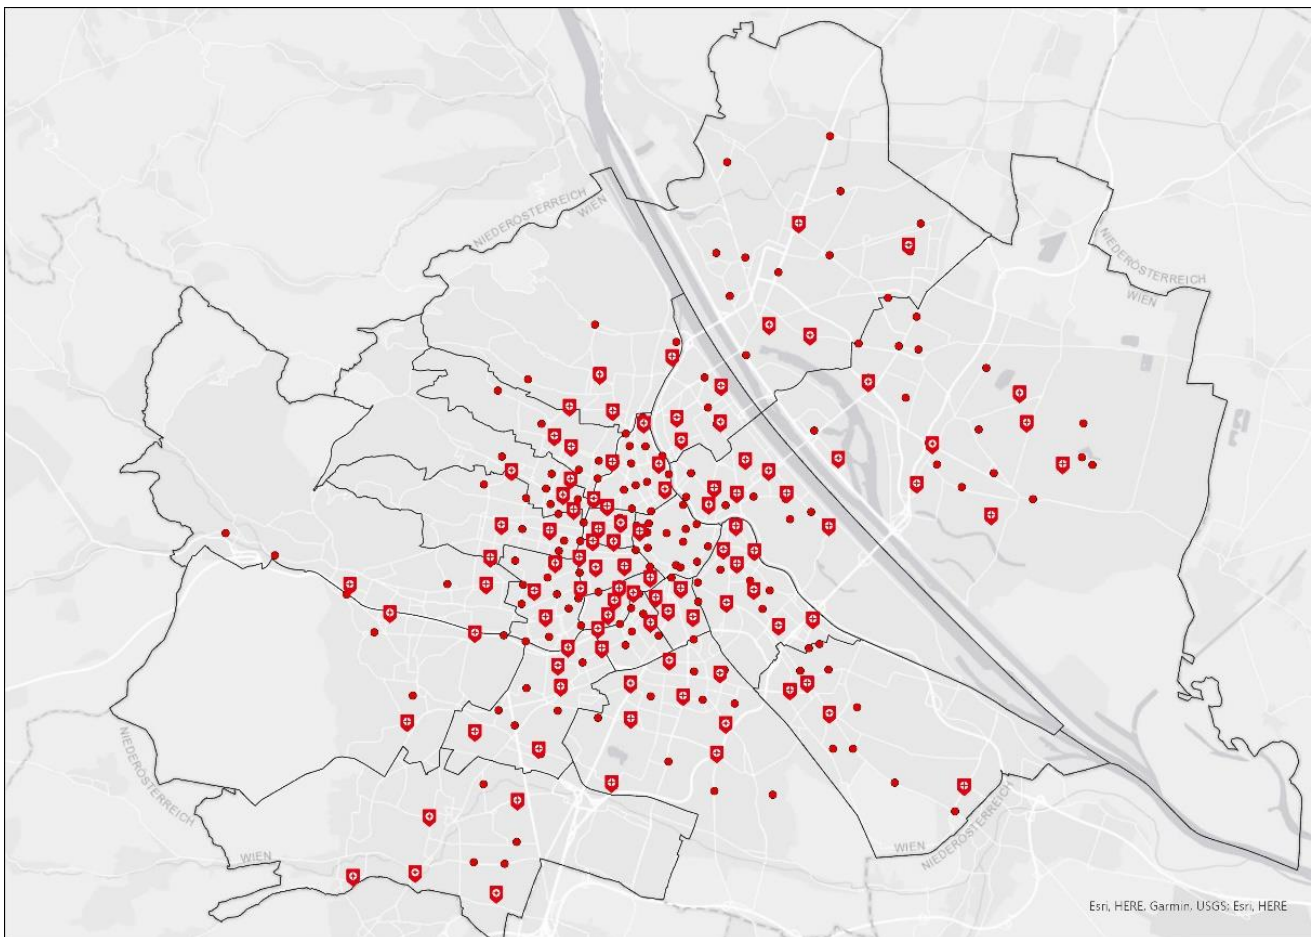 NIEDERÖSTERREICH
WIEN
NIEDERÖSTERREICH
WIEN
NIEDERÖSTERREICH
WIEN
WIEN
NIEDERÖSTERREICH
Esri, HERE, Garmin, USGS; Esri, HERE